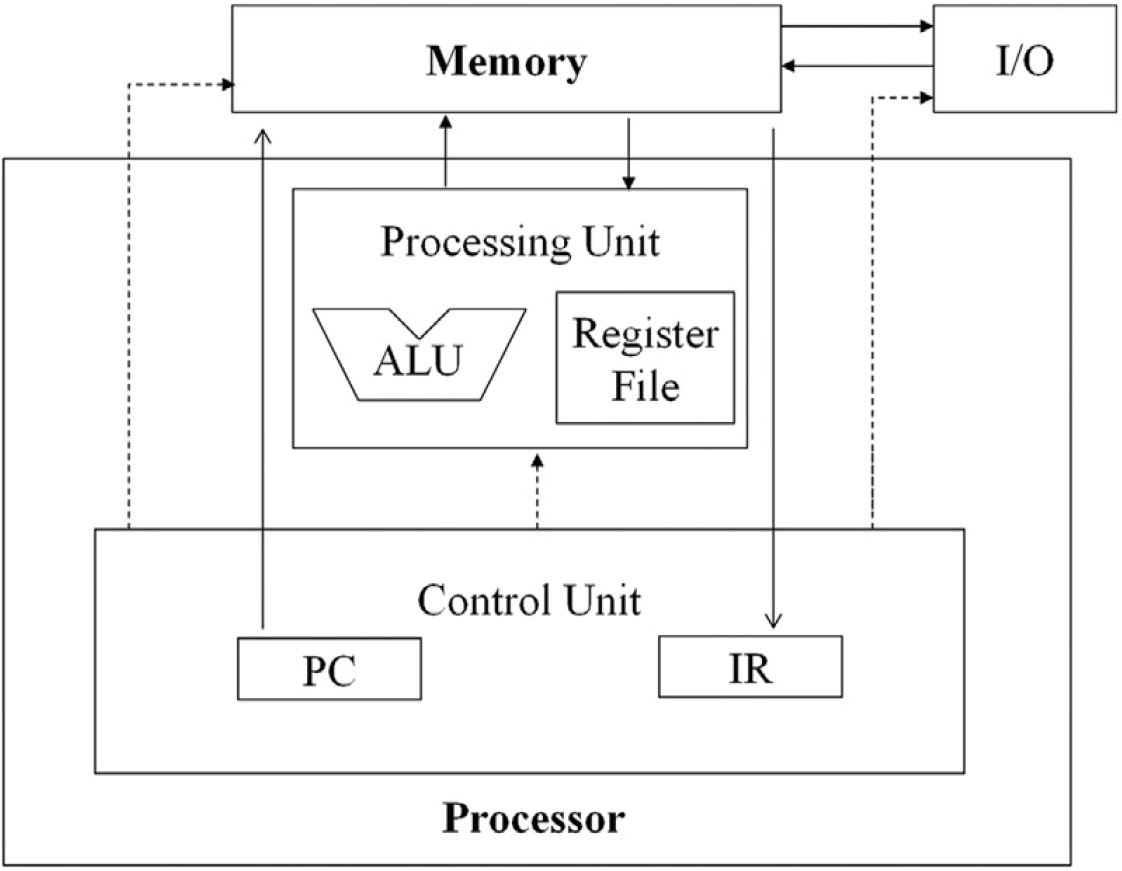 Memory
I/O
Processing Unit
ALU
Register
File
Control Unit
PC
IR
Processor